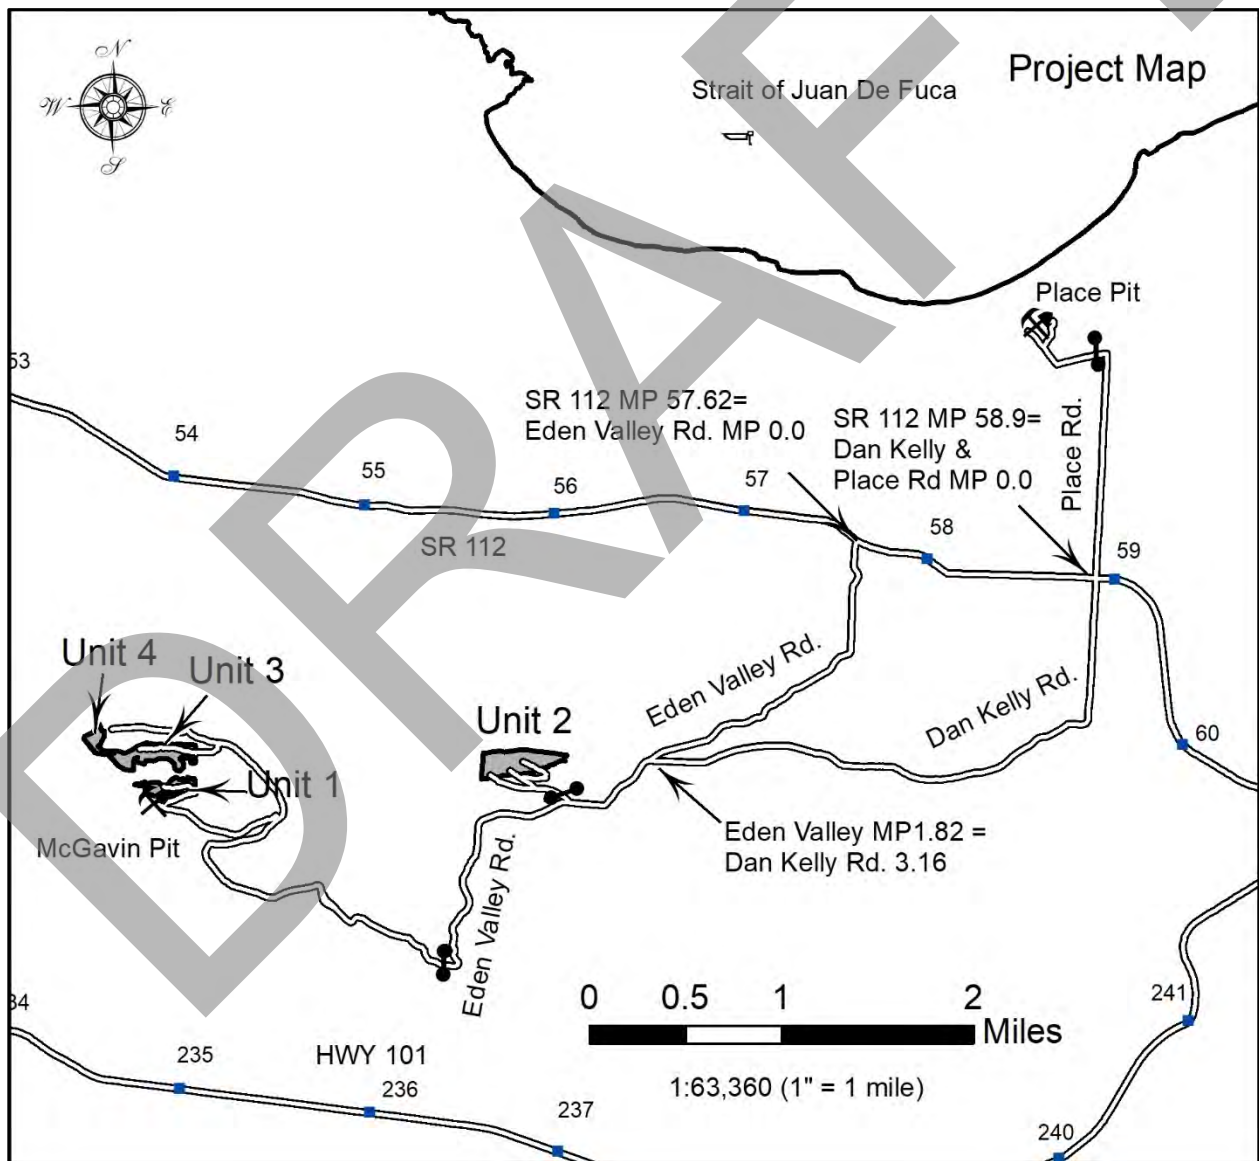 Project Map
N
W
E
S
Strait of Juan De Fuca
Place Pit
53
54
55
56
57
58
59
60
SR 112 MP 57.62=
Eden Valley Rd. MP 0.0
SR 112 MP 58.9=
Dan Kelly &
Place Rd MP 0.0
Place Rd.
SR 112
Unit 4
Unit 3
Unit 2
Unit 1
Eden Valley Rd.
Dan Kelly Rd.
McGavin Pit
Eden Valley MP1.82 =
Dan Kelly Rd. 3.16
Eden Valley Rd.
0 0.5 1 2
Miles
1:63,360 (1" = 1 mile)
34
235
HWY 101
236
237
240
241
DRAF